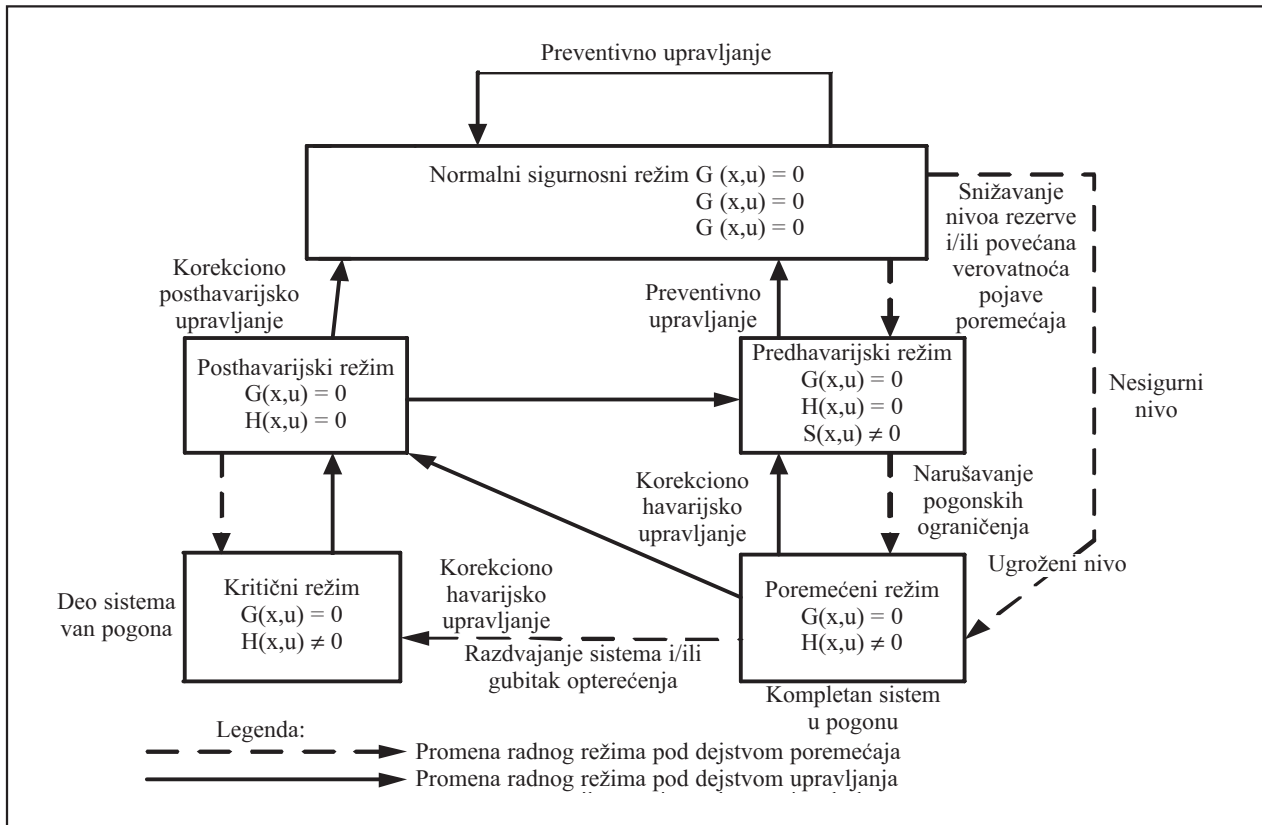 Preventivno upravljanje
Normalni sigurnosni režim G (x,u) = 0
G (x,u) = 0
G (x,u) = 0
Snižavanje
nivoa rezerve
i/ili povećana
verovatnoća
pojave
poremećaja
Korekciono
posthavarijsko
upravljanje
Preventivno
upravljanje
Posthavarijski režim
G(x,u) = 0
H(x,u) = 0
Predhavarijski režim
G(x,u) = 0
H(x,u) = 0
S(x,u) ≠ 0
Nesigurni
nivo
Korekciono
havarijsko
upravljanje
Narušavanje
pogonskih
ograničenja
Ugroženi nivo
Deo sistema
van pogona
Kritični režim
G(x,u) = 0
H(x,u) ≠ 0
Korekciono
havarijsko
upravljanje
Razdvajanje sistema i/ili
gubitak opterećenja
Poremećeni režim
G(x,u) = 0
H(x,u) ≠ 0
Kompletan sistem
u pogonu
Legenda:
Promena radnog režima pod dejstvom poremećaja
Promena radnog režima pod dejstvom upravljanja